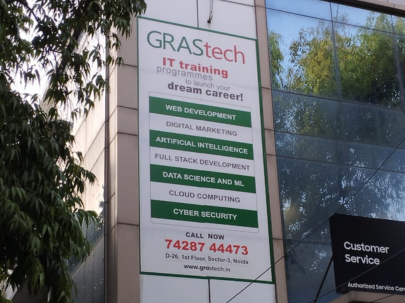 GRAStech
IT training
programmes
to launch your
dream career!
WEB DEVELOPMENT
DIGITAL MARKETING
ARTIFICIAL INTELLIGENCE
FULL STACK DEVELOPMENT
DATA SCIENCE AND ML
CLOUD COMPUTING
CYBER SECURITY
CALL NOW
74287 44473
D-26, 1st Floor, Sector-3, Noida
www.grastech.in
Customer
Service
Authorized Service